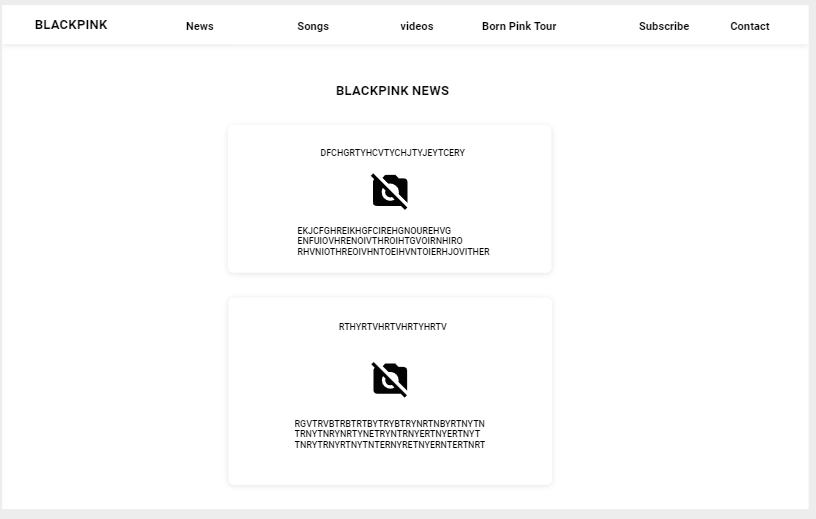 BLACKPINK News Songs videos Born Pink Tour Subscribe Contact
BLACKPINK NEWS
DFCHGRTYHCVTYCHJTYJEYTCERY
EKJCFGHREIKHGFCIREHGNOUREHVG
ENFUIOVHRENOIVTHROIHTGVOIRNHIRO
RHVNIOTHREOIVHNTOEIHVNTOIERHJOVITHER
RTHYRTVHRTVHRTYHRTV
RGVTRVBTRBTRTBYTRYBTRYNRTNBYRTNYTN
TRNYTNRYNRTYNETRYNTRNYERTNYERTNYT
TNRYTRNYRTNYTNTERNYRETNYERNTERTNRT